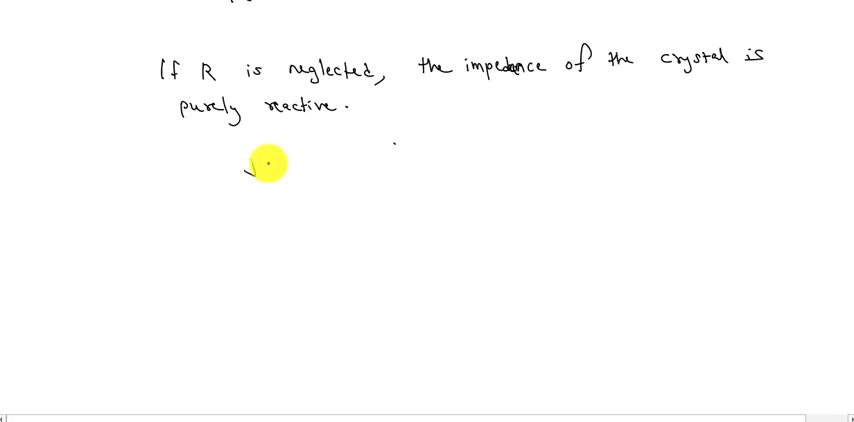 If R is neglected, the impedance of the crystal is
purely reactive.